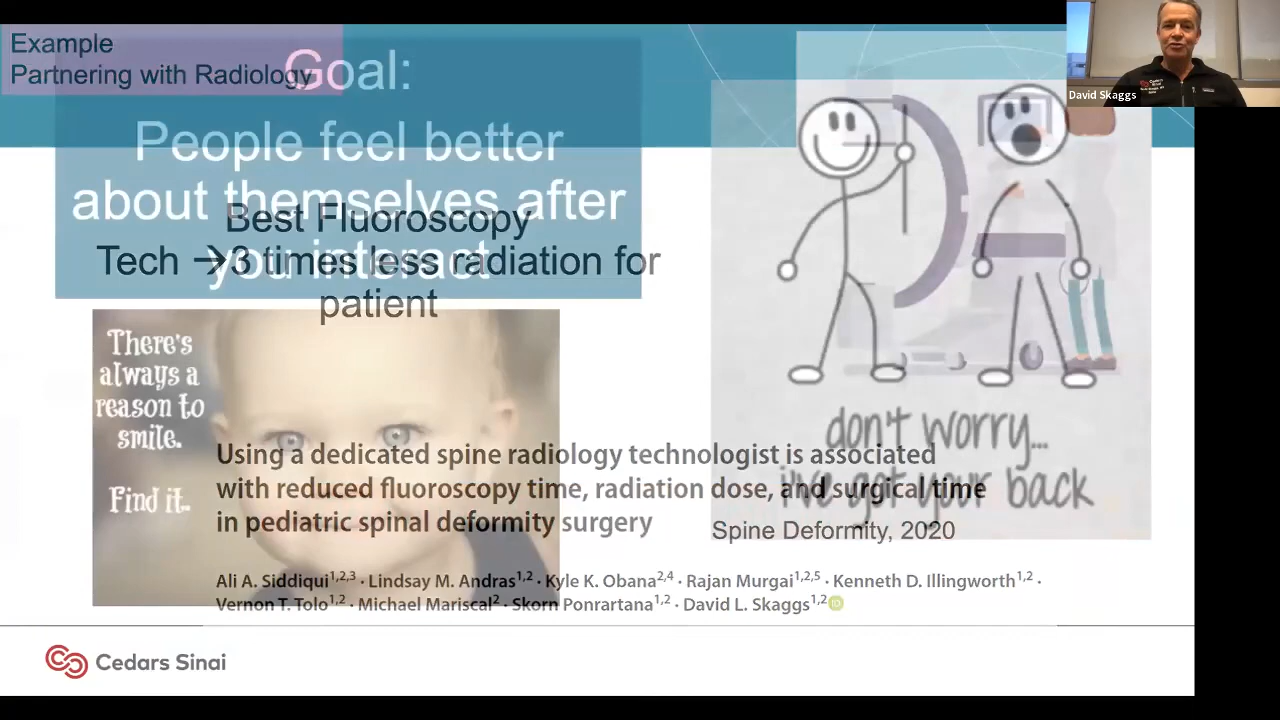 Example
Partnering with Radiology
Goal:
People feel better
about themselves after
you interact
Best Fluoroscopy
Tech →3 times less radiation for
patient
David Skaggs
There's
always a
reason to
smile.
Find it.
don't worry...
i've got your back
Using a dedicated spine radiology technologist is associated
with reduced fluoroscopy time, radiation dose, and surgical time
in pediatric spinal deformity surgery
Spine Deformity, 2020
Ali A. Siddiqui1,2,3 · Lindsay M. Andras1,2 · Kyle K. Obana2,4 · Rajan Murgai1,2,5 · Kenneth D. Illingworth1,2 ·
Vernon T. Tolo1,2 · Michael Mariscal2 · Skorn Ponrartana1,2 · David L. Skaggs1,2 iD
Cedars Sinai